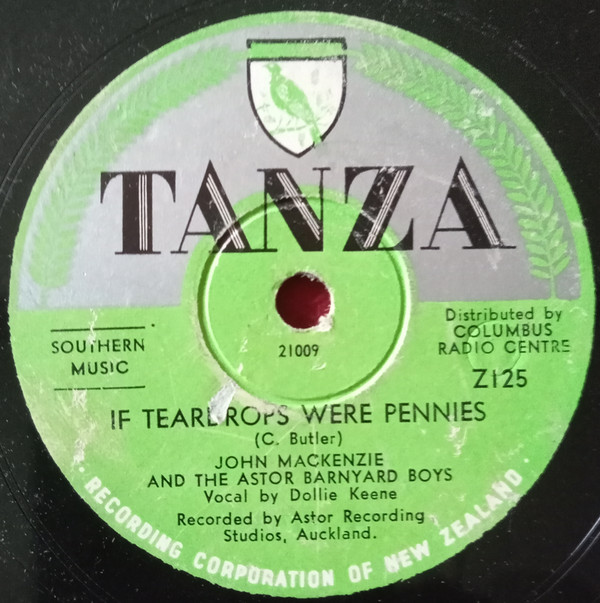 TANZA
SOUTHERN
MUSIC
21009
Distributed by
COLUMBUS
RADIO CENTRE
Z125
IF TEARDROPS WERE PENNIES
(C. Butler)
JOHN MACKENZIE
AND THE ASTOR BARNYARD BOYS
Vocal by Dollie Keene
Recorded by Astor Recording
Studios, Auckland.
· RECORDING CORPORATION OF NEW ZEALAND ·